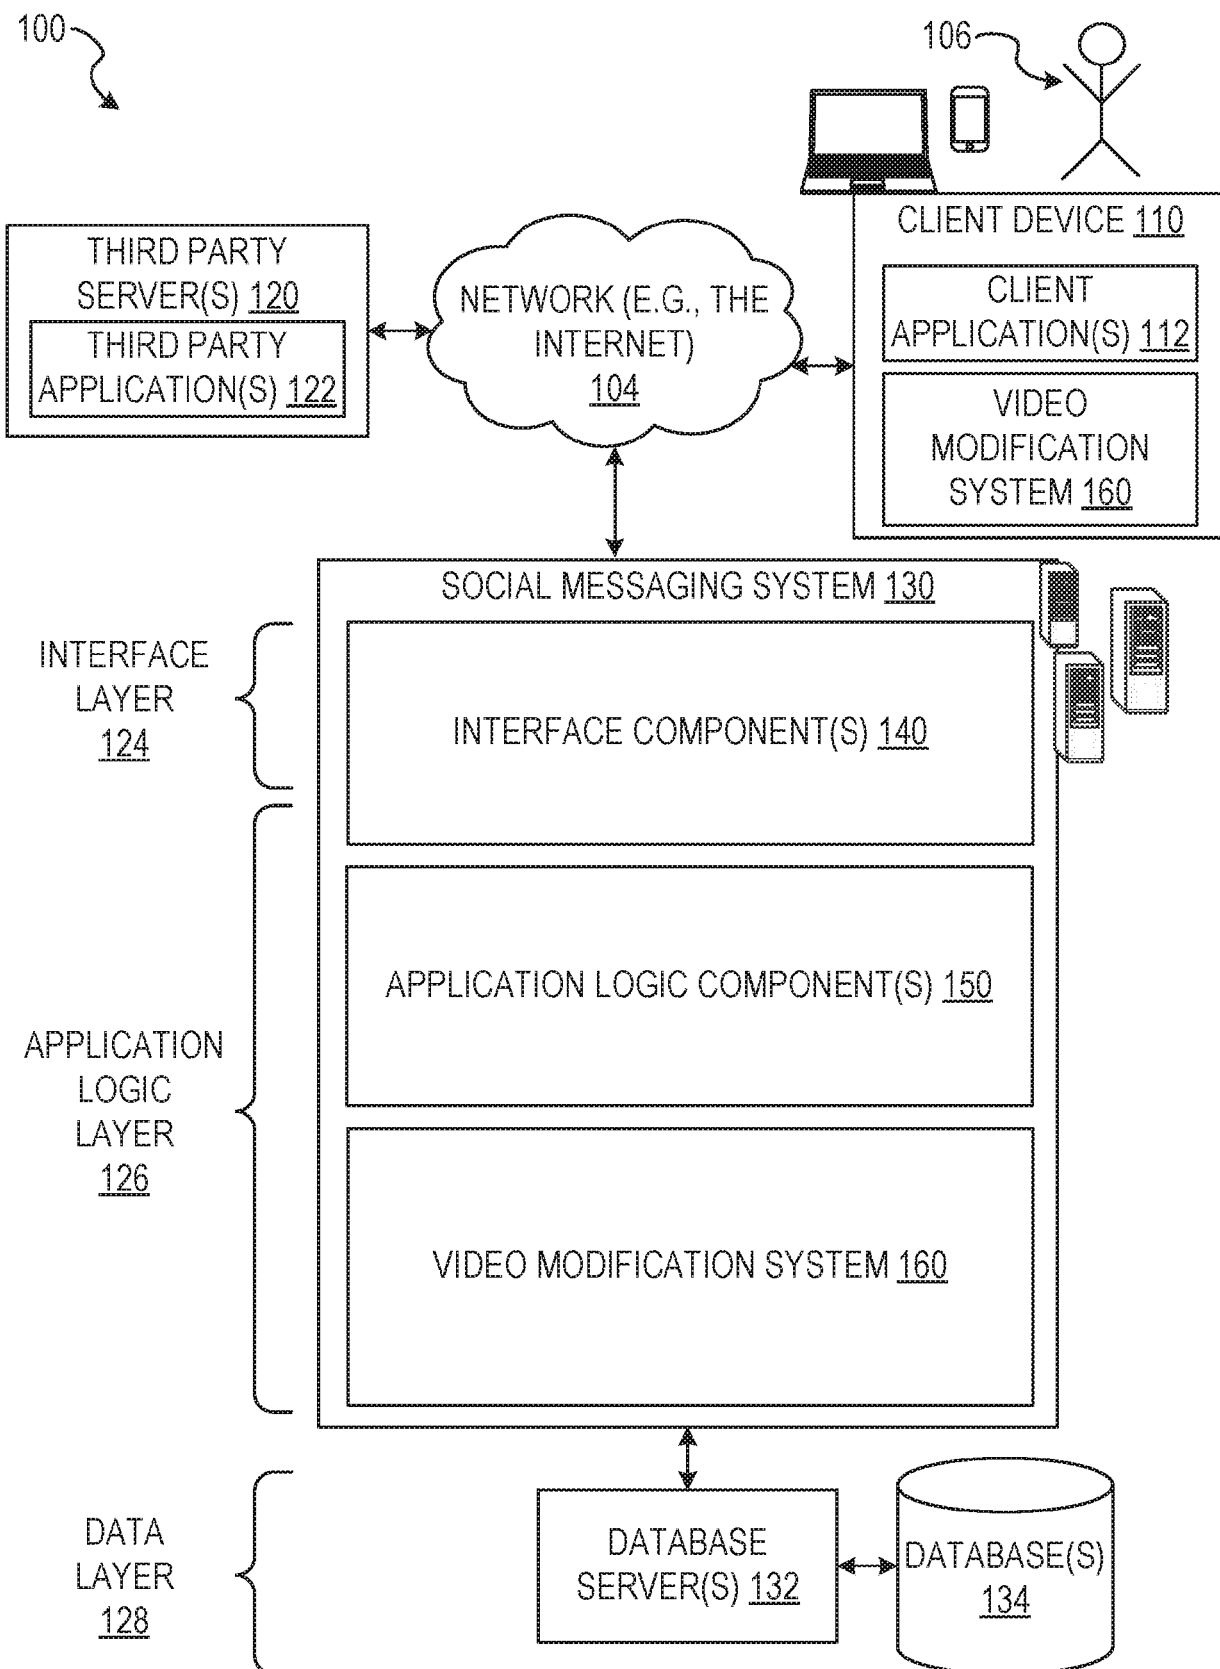 100
106
CLIENT DEVICE 110
CLIENT
APPLICATION(S) 112
VIDEO
MODIFICATION
SYSTEM 160
THIRD PARTY
SERVER(S) 120
THIRD PARTY
APPLICATION(S) 122
NETWORK (E.G., THE
INTERNET)
104
SOCIAL MESSAGING SYSTEM 130
INTERFACE
LAYER
124
INTERFACE COMPONENT(S) 140
APPLICATION LOGIC COMPONENT(S) 150
APPLICATION
LOGIC
LAYER
126
VIDEO MODIFICATION SYSTEM 160
DATA
LAYER
128
DATABASE
SERVER(S) 132
DATABASE(S)
134